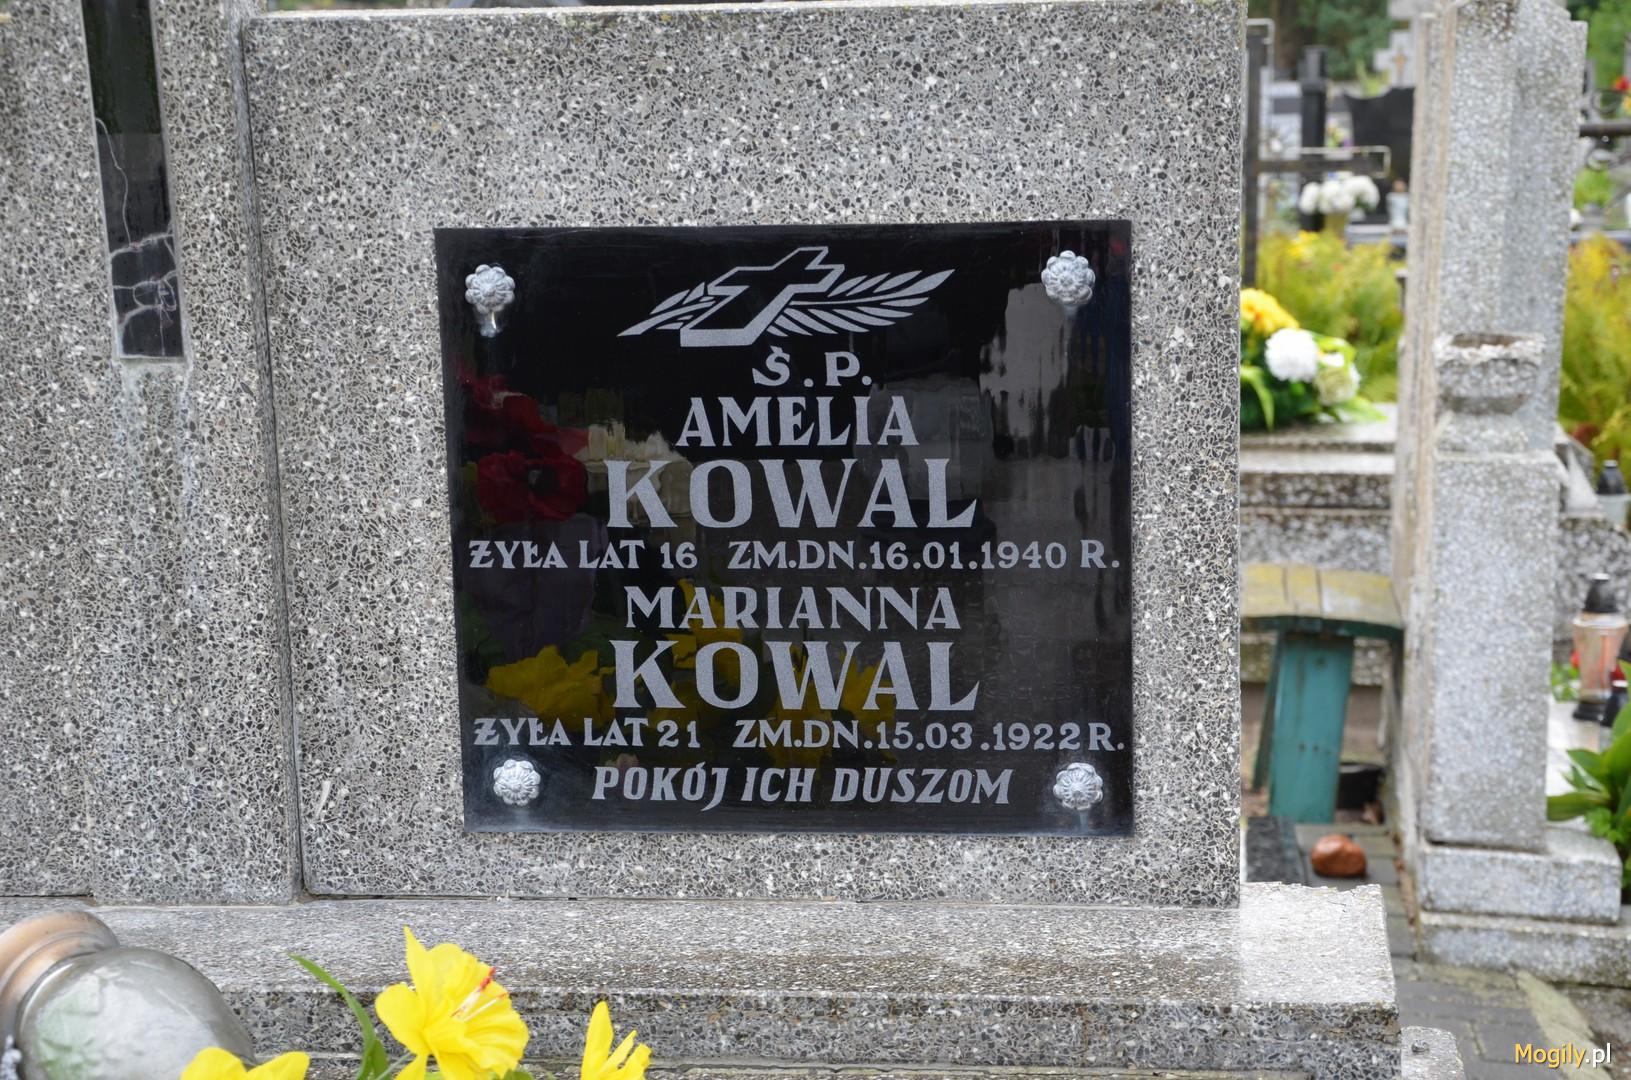 Ś.P.
AMELIA
KOWAL
ŻYŁA LAT 16 ZM.DN.16.01.1940 R.
MARIANNA
KOWAL
ŻYŁA LAT 21 ZM.DN.15.03.1922 R.
POKÓJ ICH DUSZOM
Mogily.pl